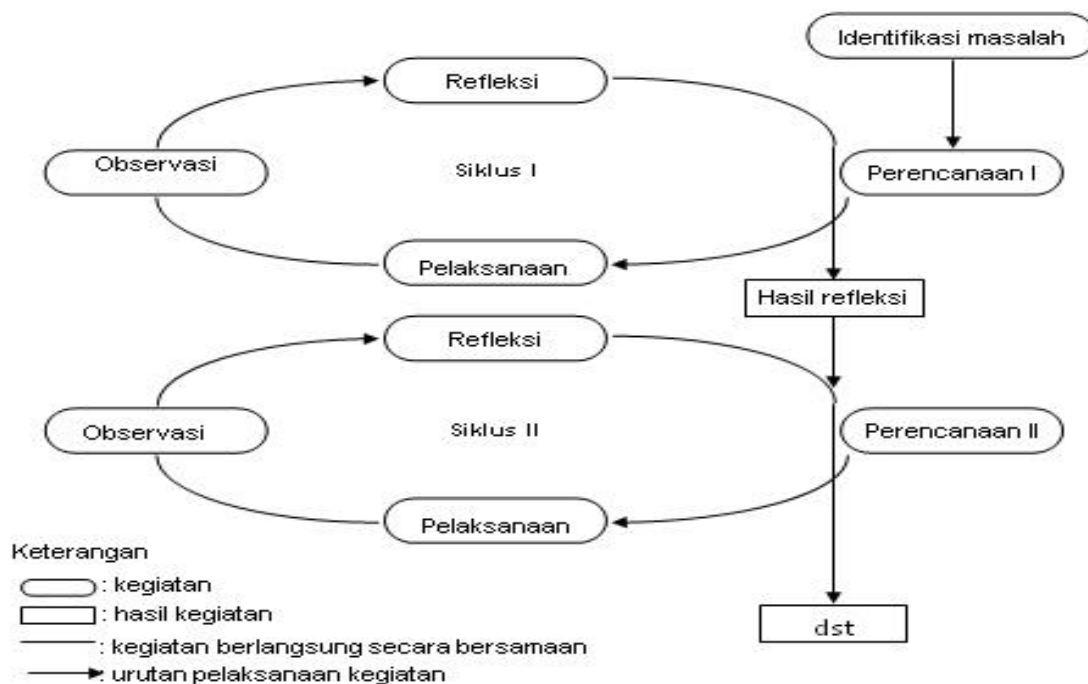 Identifikasi masalah
Refleksi
Observasi
Siklus I
Perencanaan I
Pelaksanaan
Hasil refleksi
Refleksi
Observasi
Siklus II
Perencanaan II
Pelaksanaan
Keterangan
: kegiatan
: hasil kegiatan
: kegiatan berlangsung secara bersamaan
: urutan pelaksanaan kegiatan
dst